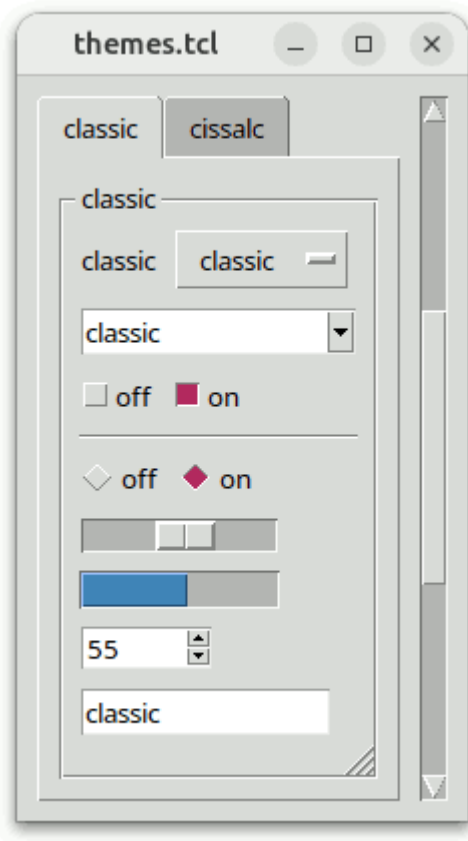 themes.tcl
classic cissalc
classic
classic classic
classic
off on
off on
55
classic